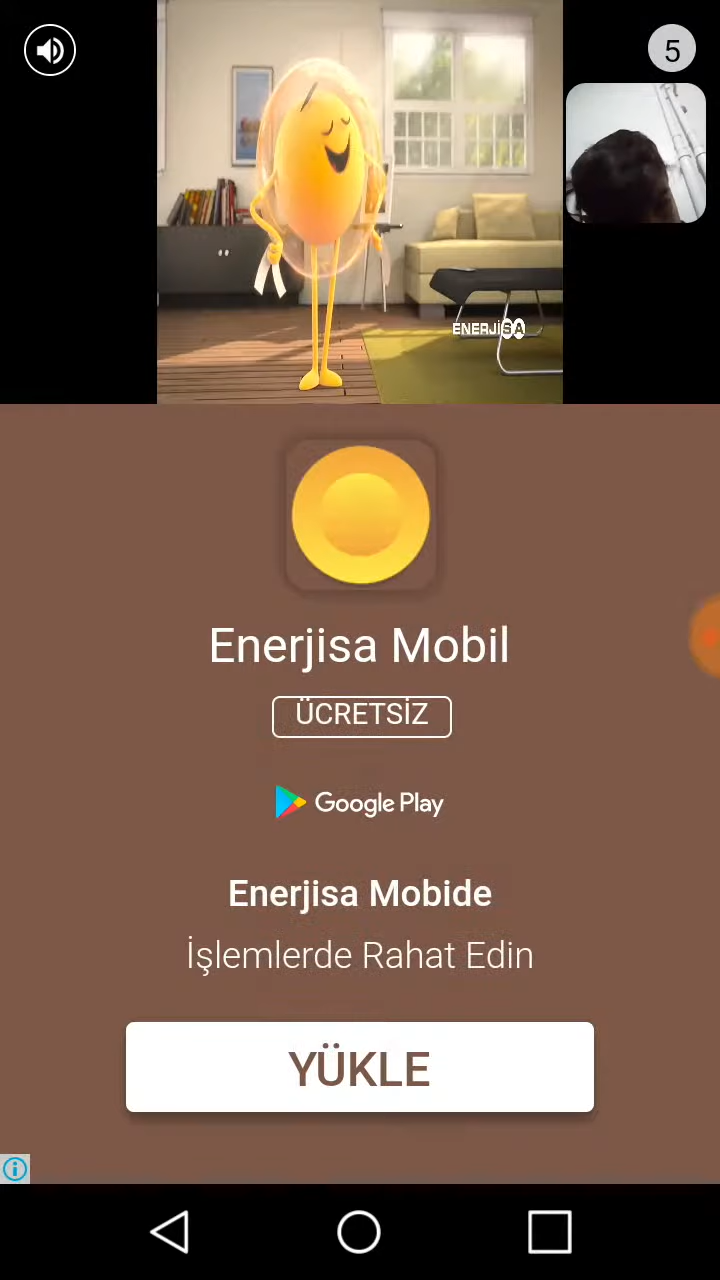 5
ENERJİSA
Enerjisa Mobil
ÜCRETSİZ
Google Play
Enerjisa Mobide
İşlemlerde Rahat Edin
YÜKLE